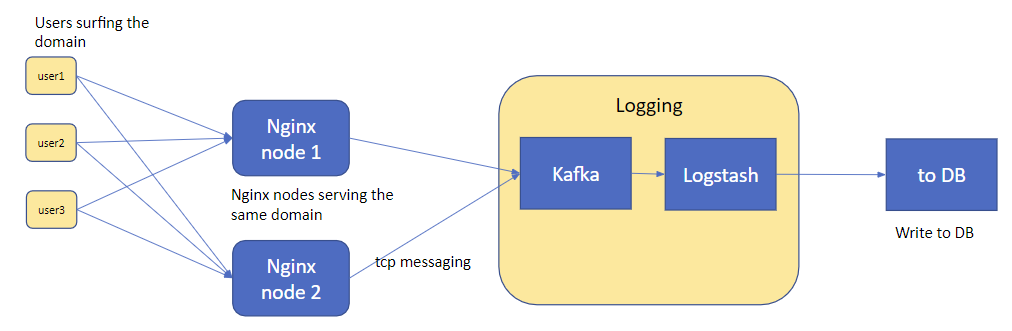 Users surfing the
domain
user1
user2
user3
Nginx
node 1
Nginx nodes serving the
same domain
Nginx
node 2
tcp messaging
Logging
Kafka
Logstash
to DB
Write to DB